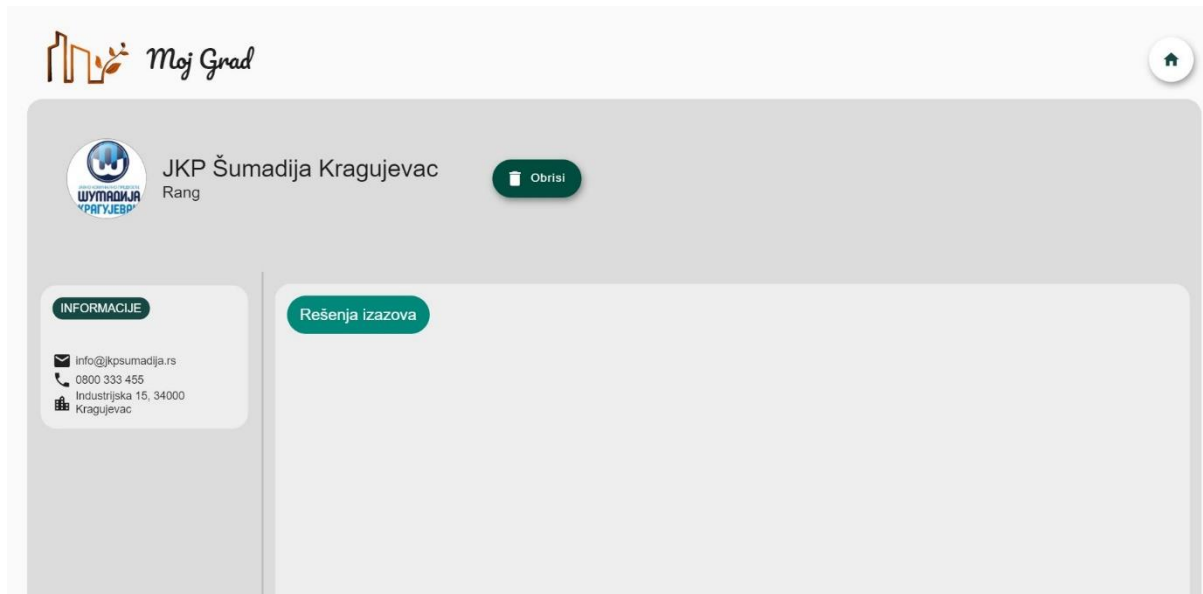 Moj Grad
JKP Šumadija Kragujevac
Rang
Obrisi
ШУМАДИЈА
КРАГУЈЕВАЦ
INFORMACIJE
info@jkpsumadija.rs
0800 333 455
Industrijska 15, 34000
Kragujevac
Rešenja izazova